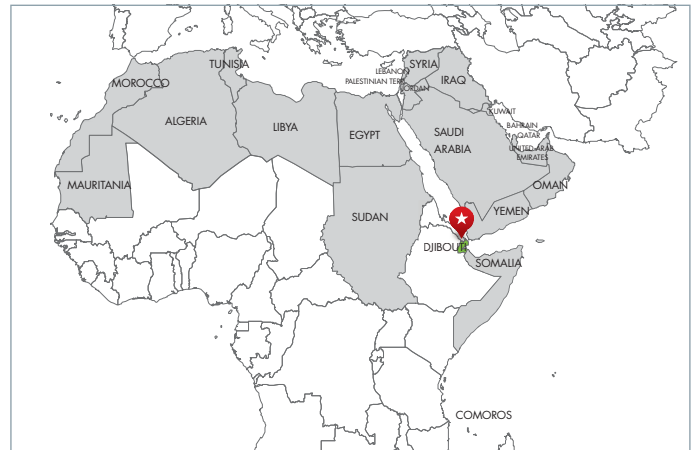 TUNISIA
SYRIA
LEBANON
MOROCCO
PALESTINIAN TERR.
IRAQ
JORDAN
KUWAIT
ALGERIA
LIBYA
EGYPT
SAUDI
ARABIA
BAHRAIN
QATAR
UNITED ARAB
EMIRATES
MAURITANIA
OMAN
SUDAN
YEMEN
DJIBOUTI
SOMALIA
COMOROS